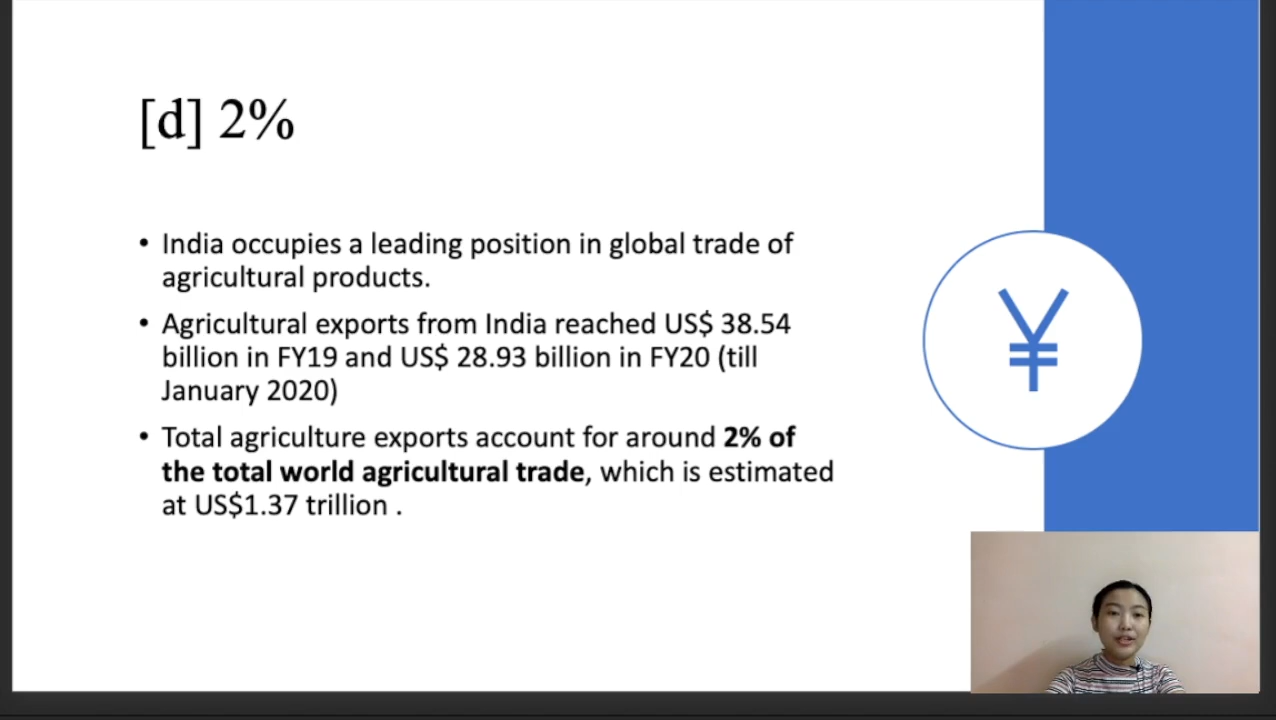 [d] 2%
• India occupies a leading position in global trade of
agricultural products.
• Agricultural exports from India reached US$ 38.54
billion in FY19 and US$ 28.93 billion in FY20 (till
January 2020)
• Total agriculture exports account for around 2% of
the total world agricultural trade, which is estimated
at US$1.37 trillion .
¥